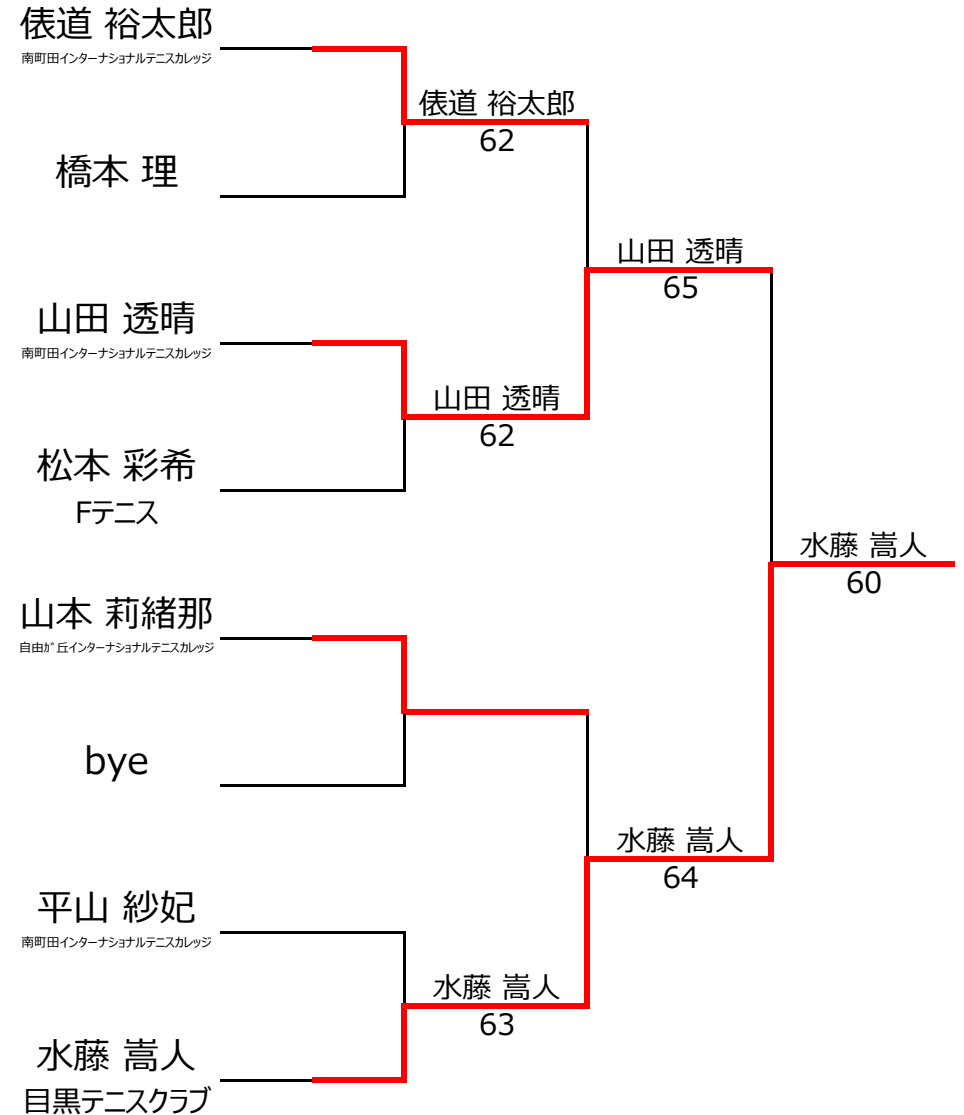 俵道 裕太郎
南町田インターナショナルテニスカレッジ
俵道 裕太郎
62
橋本 理
山田 透晴
65
山田 透晴
南町田インターナショナルテニスカレッジ
山田 透晴
62
松本 彩希
Fテニス
水藤 嵩人
60
山本 莉緒那
自由が丘インターナショナルテニスカレッジ
bye
水藤 嵩人
64
平山 紗妃
南町田インターナショナルテニスカレッジ
水藤 嵩人
63
水藤 嵩人
目黒テニスクラブ